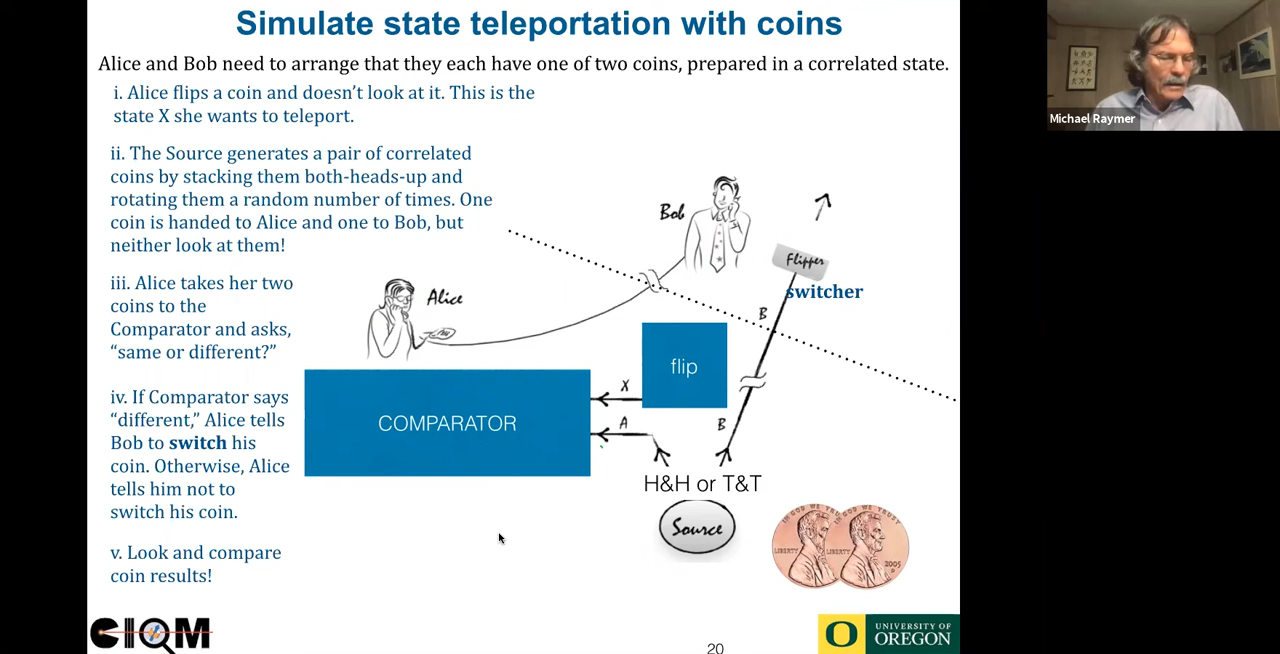 Simulate state teleportation with coins
Alice and Bob need to arrange that they each have one of two coins, prepared in a correlated state.
i. Alice flips a coin and doesn’t look at it. This is the
state X she wants to teleport.
ii. The Source generates a pair of correlated
coins by stacking them both-heads-up and
rotating them a random number of times. One
coin is handed to Alice and one to Bob, but
neither look at them!
iii. Alice takes her two
coins to the
Comparator and asks,
“same or different?”
iv. If Comparator says
“different,” Alice tells
Bob to switch his
coin. Otherwise, Alice
tells him not to
switch his coin.
v. Look and compare
coin results!
Bob
Alice
Flipper
switcher
B
flip
X
COMPARATOR
A
B
H&H or T&T
Source
LIBERTY
LIBERTY
2005
CIQM
20
O
UNIVERSITY OF
OREGON
Michael Raymer